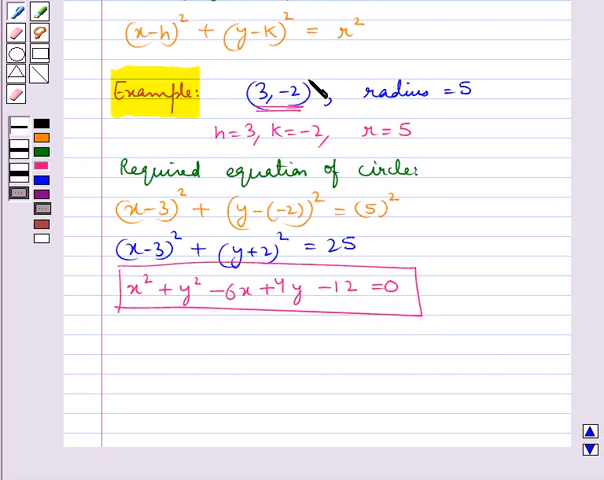 (x-h)² + (y-k)² = r²
Example: (3, -2), radius = 5
h=3, k=-2, r=5
Required equation of circle:
(x-3)² + (y-(-2))² = (5)²
(x-3)² + (y+2)² = 25
x² + y² -6x +4y -12 =0